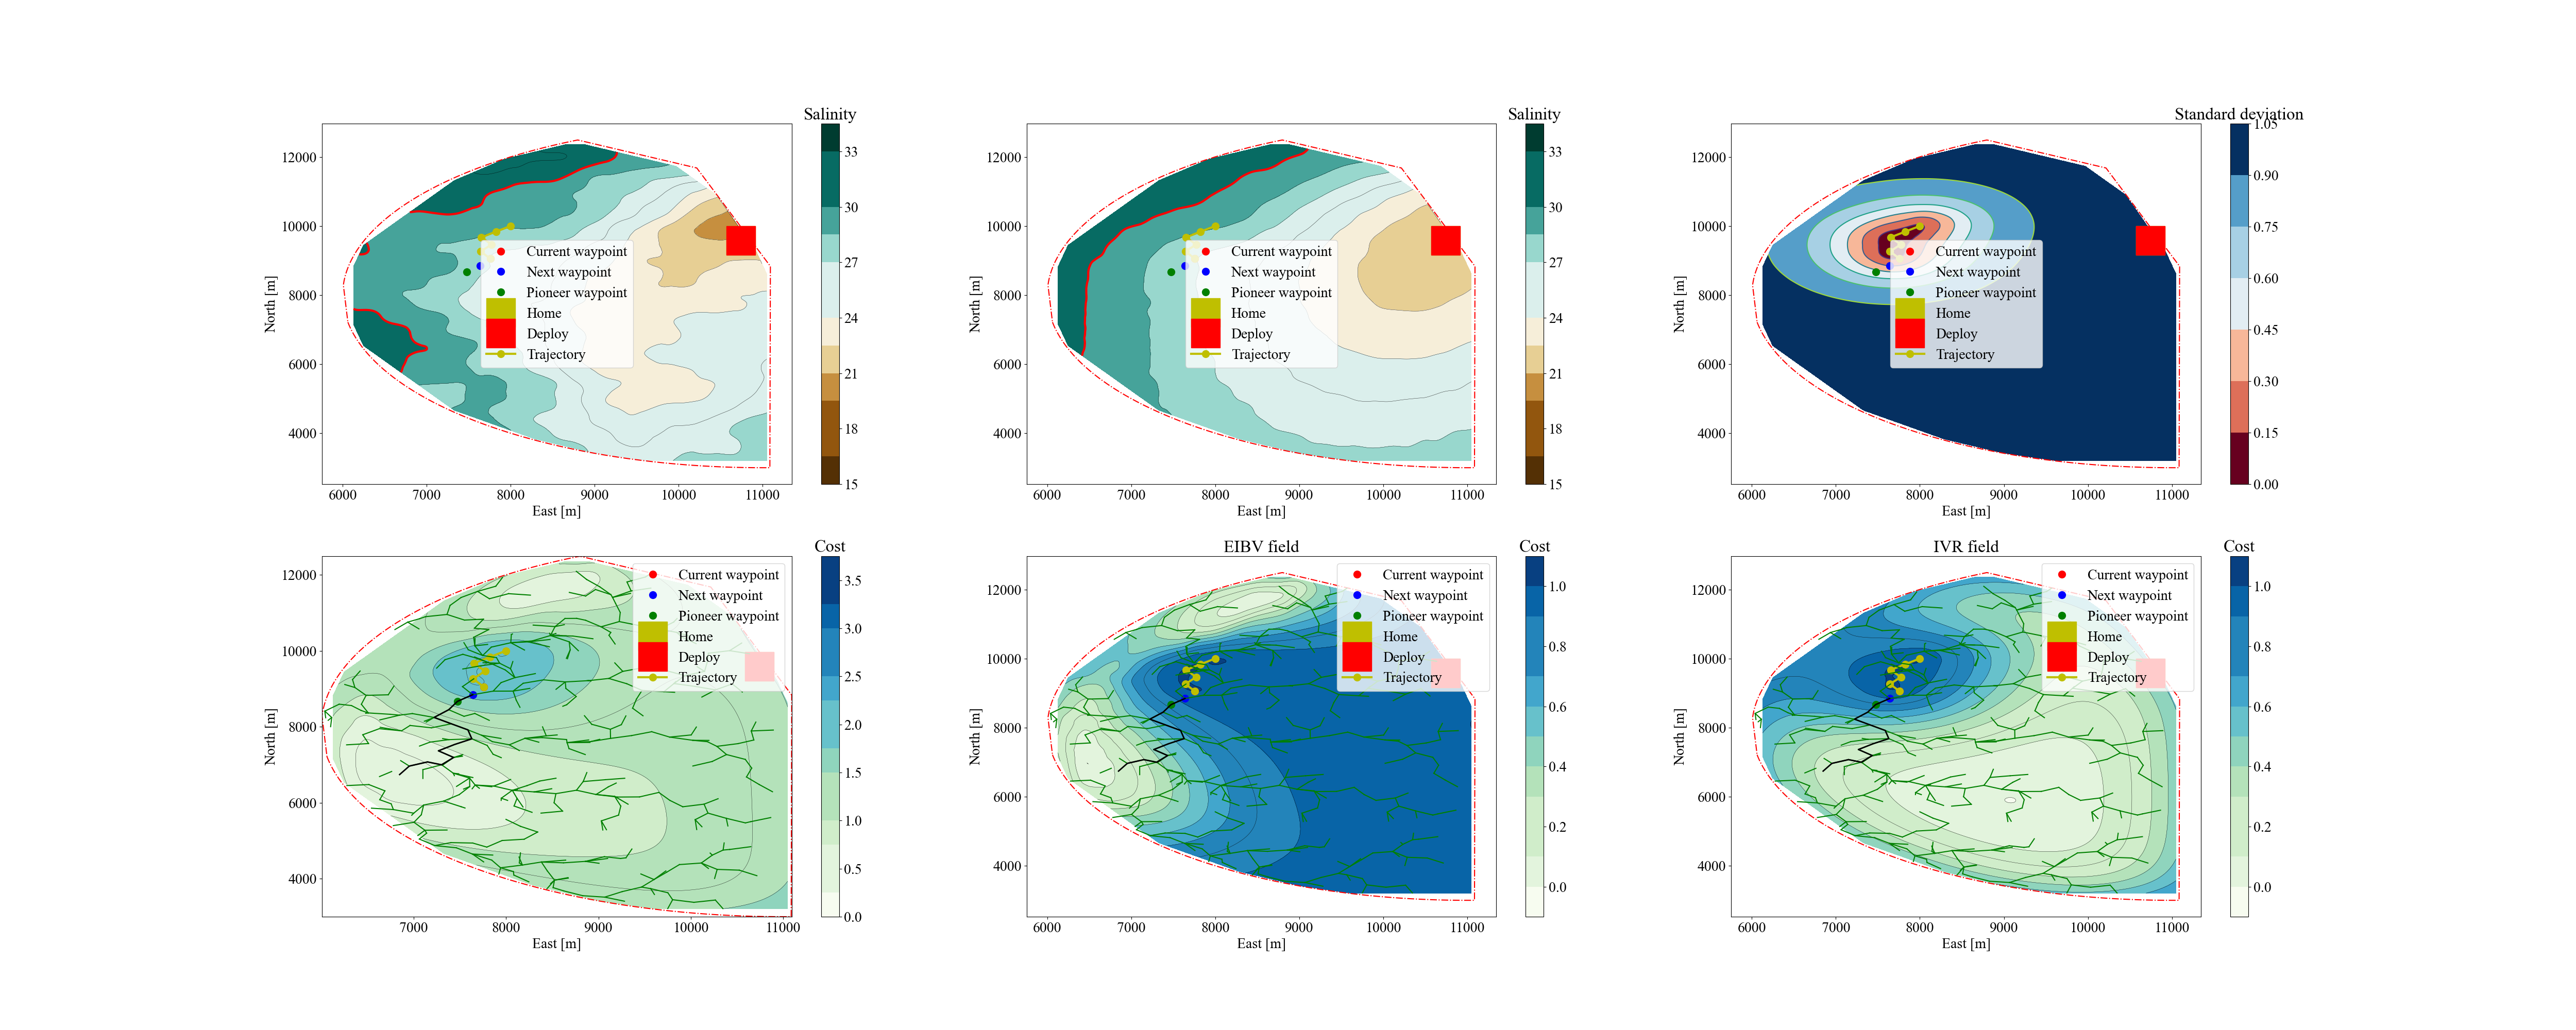 Salinity
Salinity
Standard deviation
12000
10000
8000
6000
4000
North [m]
6000 7000 8000 9000 10000 11000
East [m]
Current waypoint
Next waypoint
Pioneer waypoint
Home
Deploy
Trajectory
33
30
27
24
21
18
15
12000
10000
8000
6000
4000
North [m]
6000 7000 8000 9000 10000 11000
East [m]
Current waypoint
Next waypoint
Pioneer waypoint
Home
Deploy
Trajectory
33
30
27
24
21
18
15
12000
10000
8000
6000
4000
North [m]
6000 7000 8000 9000 10000 11000
East [m]
Current waypoint
Next waypoint
Pioneer waypoint
Home
Deploy
Trajectory
1.05
0.90
0.75
0.60
0.45
0.30
0.15
0.00
Cost
EIBV field
Cost
IVR field
Cost
12000
10000
8000
6000
4000
North [m]
7000 8000 9000 10000 11000
East [m]
Current waypoint
Next waypoint
Pioneer waypoint
Home
Deploy
Trajectory
3.5
3.0
2.5
2.0
1.5
1.0
0.5
0.0
12000
10000
8000
6000
4000
North [m]
6000 7000 8000 9000 10000 11000
East [m]
Current waypoint
Next waypoint
Pioneer waypoint
Home
Deploy
Trajectory
1.0
0.8
0.6
0.4
0.2
0.0
12000
10000
8000
6000
4000
North [m]
6000 7000 8000 9000 10000 11000
East [m]
Current waypoint
Next waypoint
Pioneer waypoint
Home
Deploy
Trajectory
1.0
0.8
0.6
0.4
0.2
0.0